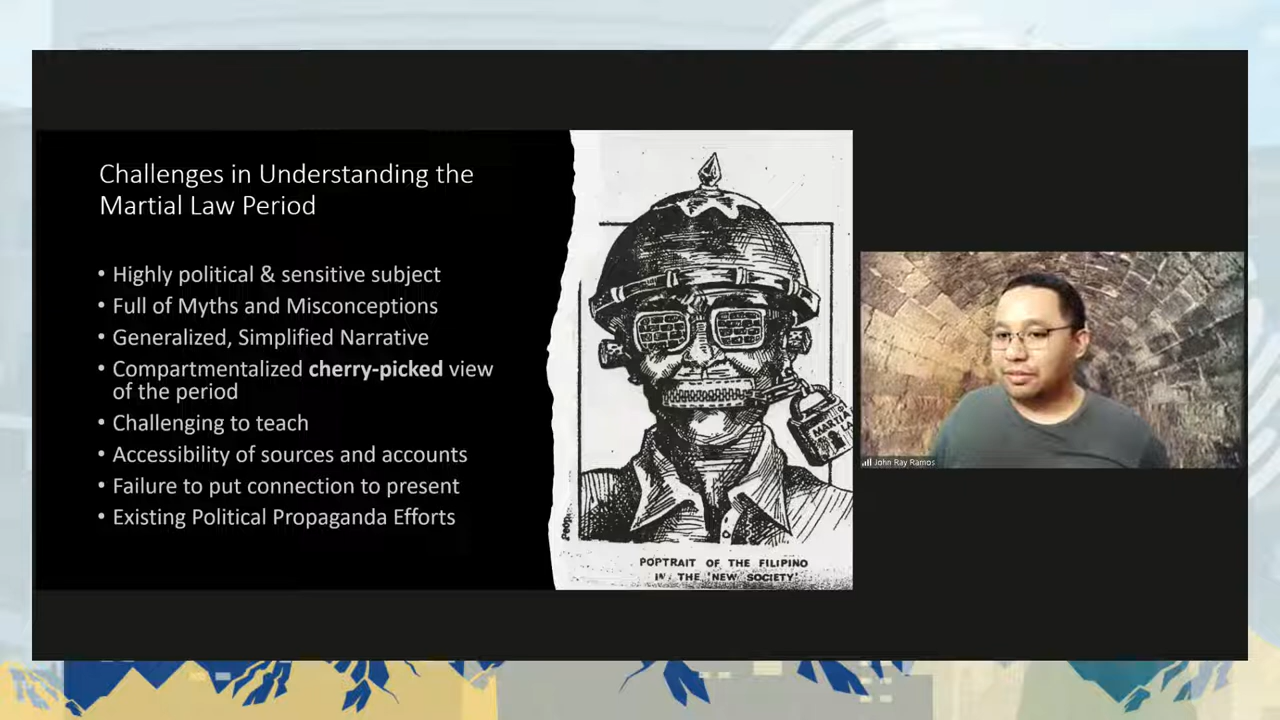 Challenges in Understanding the
Martial Law Period
• Highly political & sensitive subject
• Full of Myths and Misconceptions
• Generalized, Simplified Narrative
• Compartmentalized cherry-picked view
of the period
• Challenging to teach
• Accessibility of sources and accounts
• Failure to put connection to present
• Existing Political Propaganda Efforts
MARTIAL
LA
POPTRAIT OF THE FILIPINO
IN THE 'NEW SOCIETY'
John Ray Ramos